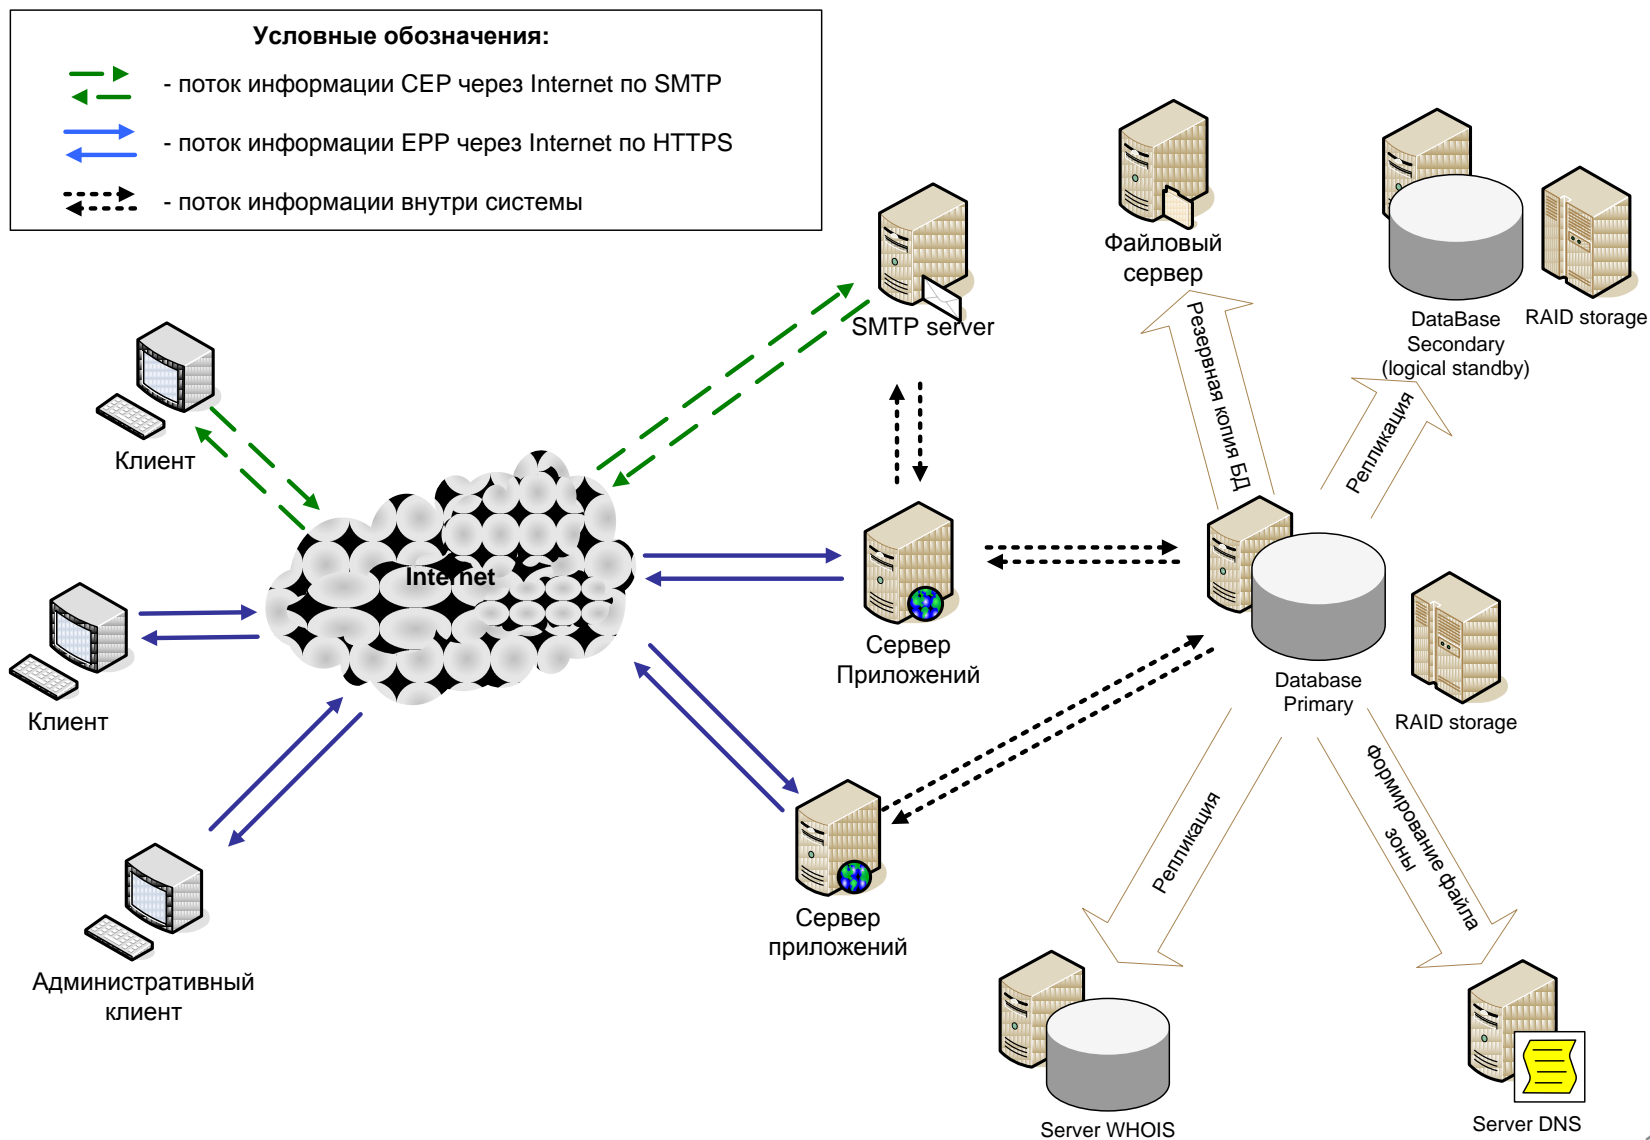 Условные обозначения:
- поток информации CEP через Internet по SMTP
- поток информации EPP через Internet по HTTPS
- поток информации внутри системы
SMTP server
Файловый
сервер
DataBase
Secondary
(logical standby)
RAID storage
Резервная копия БД
Репликация
Клиент
Internet
Клиент
Сервер
Приложений
Database
Primary
RAID storage
Репликация
Формирование файла
зоны
Административный
клиент
Сервер
приложений
Server WHOIS
Server DNS